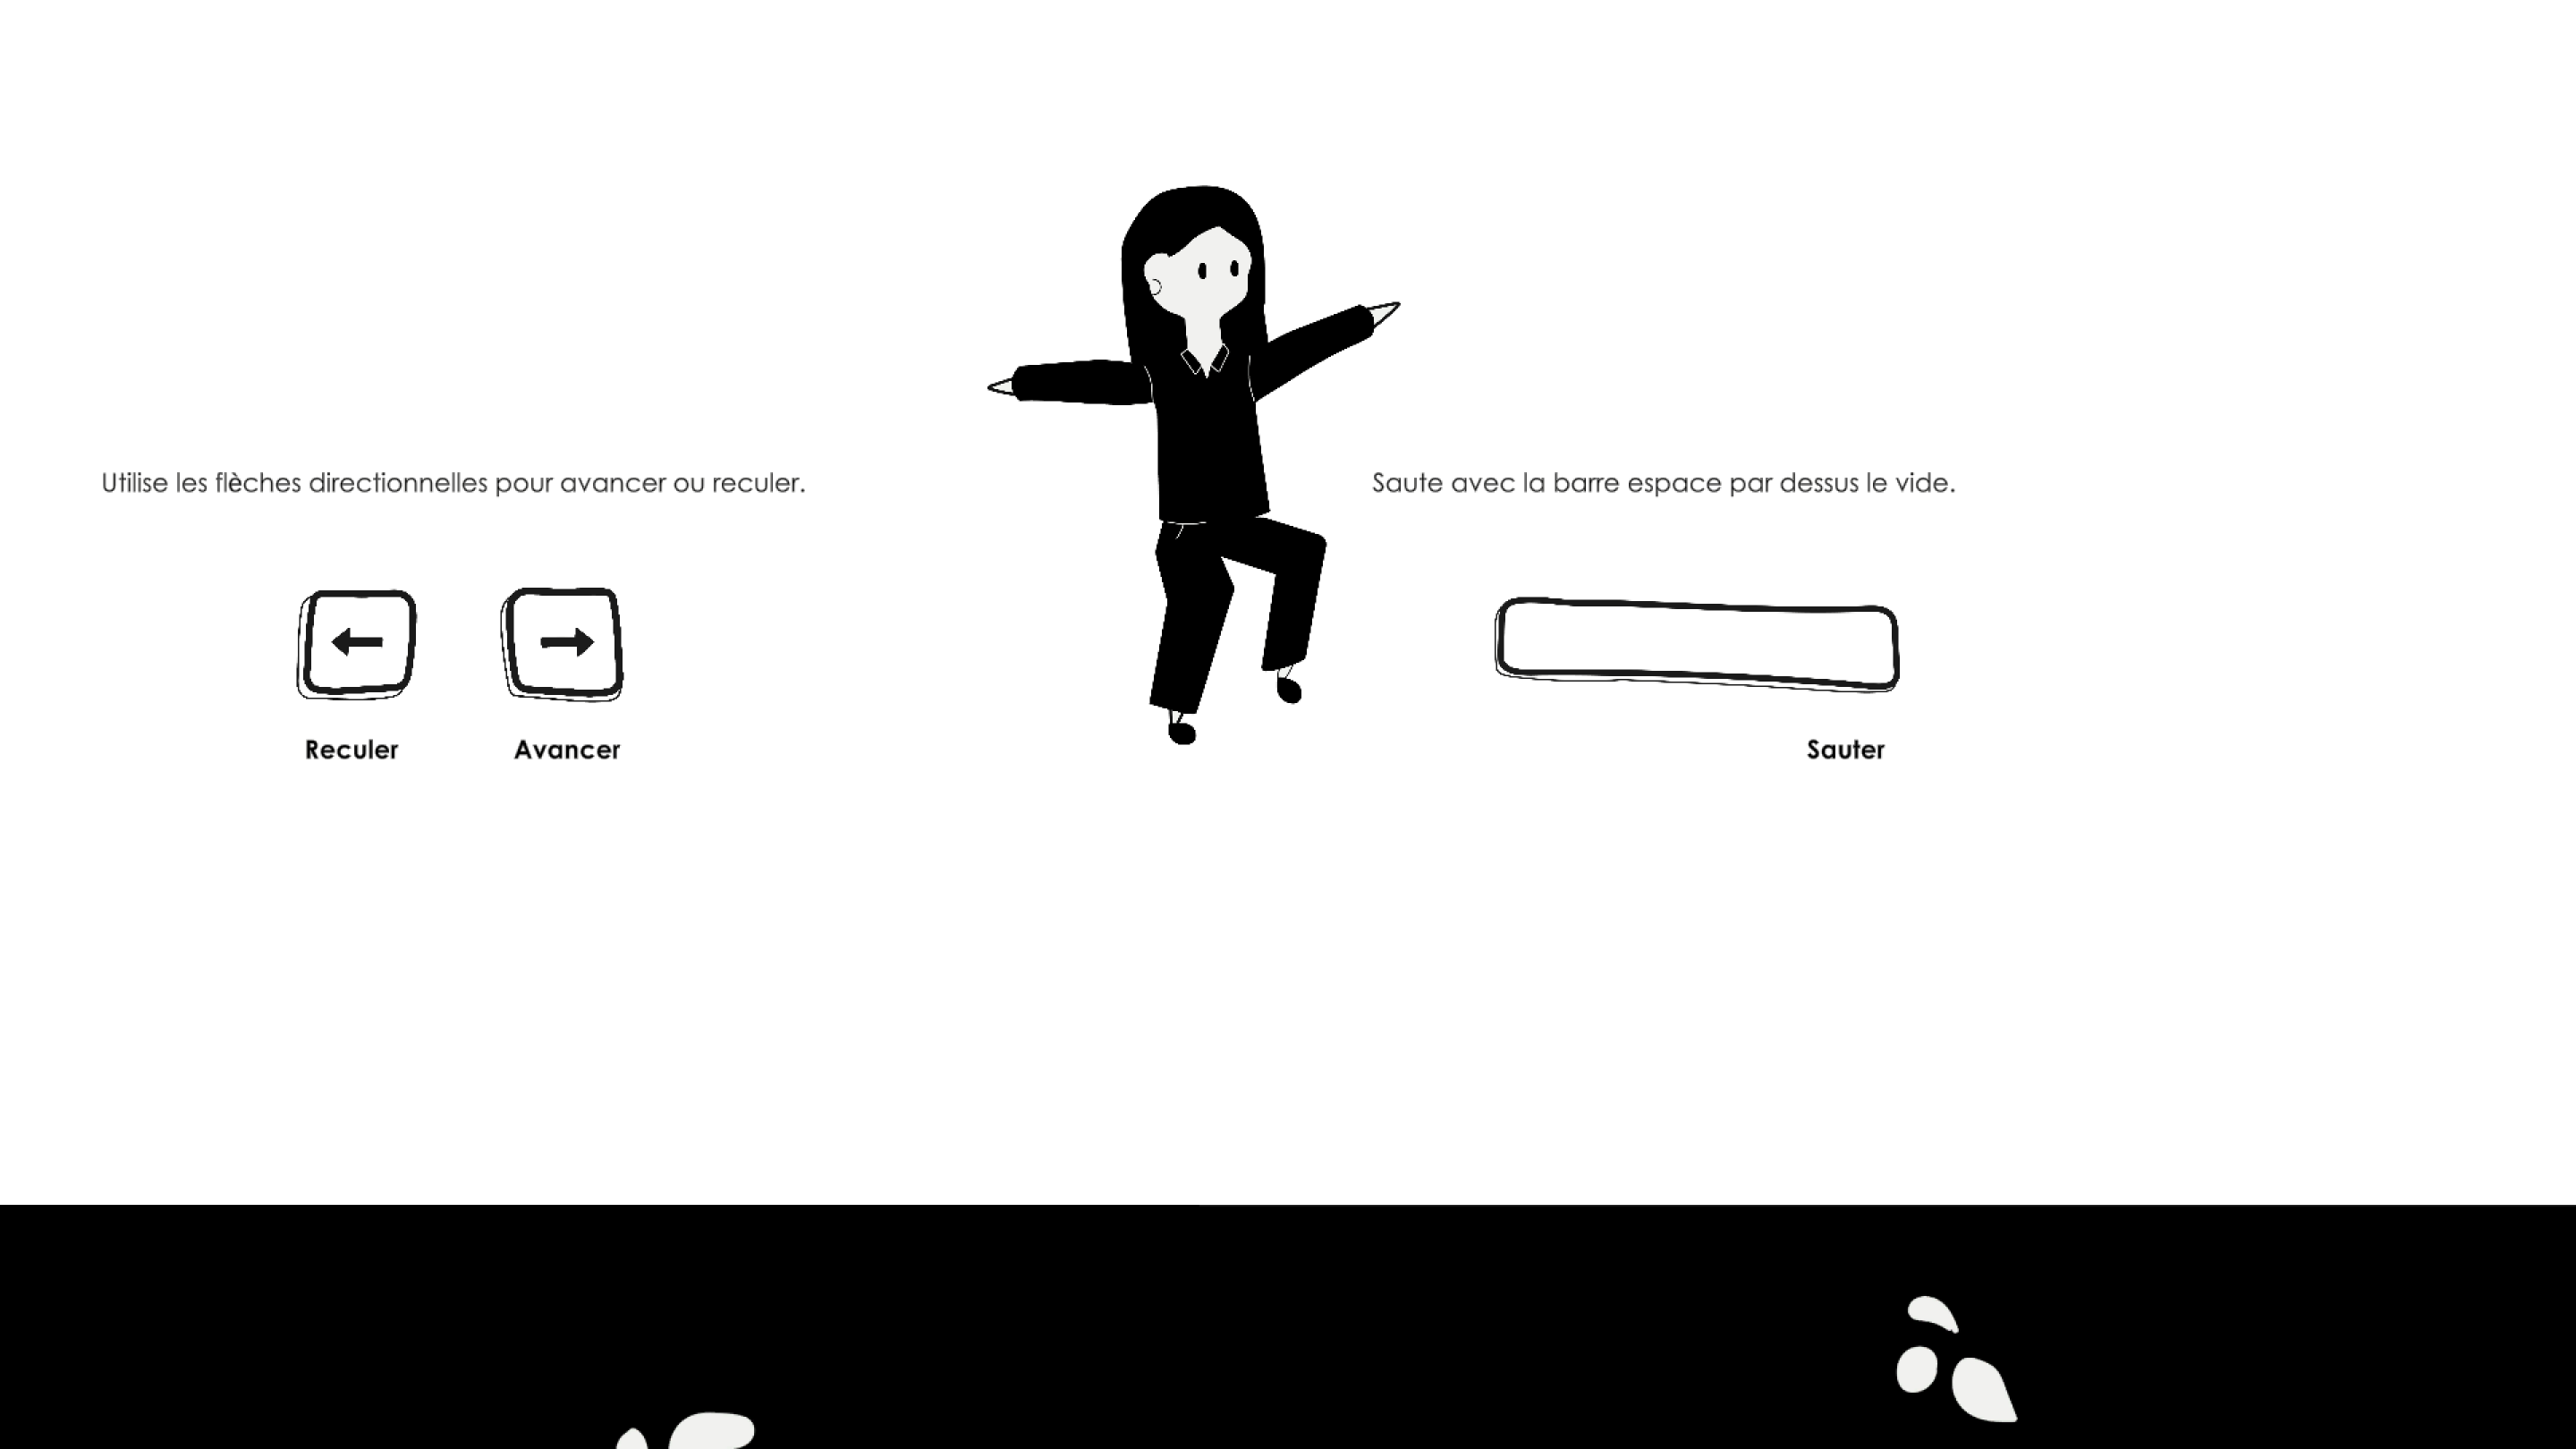 Utilise les flèches directionnelles pour avancer ou reculer.
Reculer
Avancer
Saute avec la barre espace par dessus le vide.
Sauter